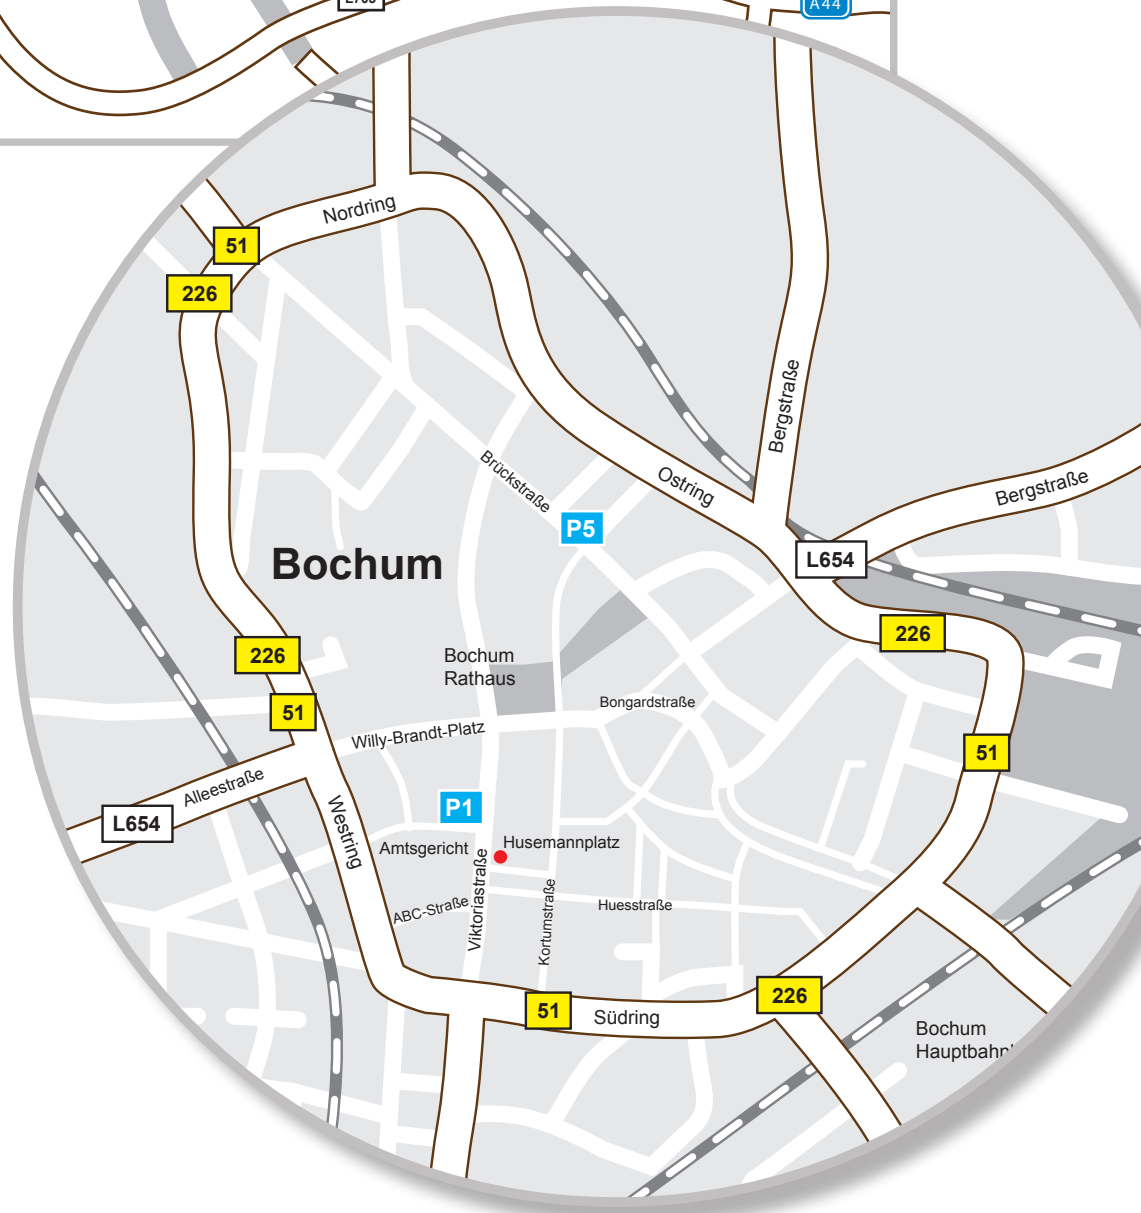 A44
Nordring
51
226
Bergstraße
Brückstraße
Ostring
Bergstraße
P5
L654
Bochum
226
226
Bochum
Rathaus
51
Bongardstraße
Willy-Brandt-Platz
51
Alleestraße
L654
P1
Westring
Husemannplatz
Amtsgericht
Viktoriastraße
ABC-Straße
Kortumstraße
Huesstraße
226
51
Südring
Bochum